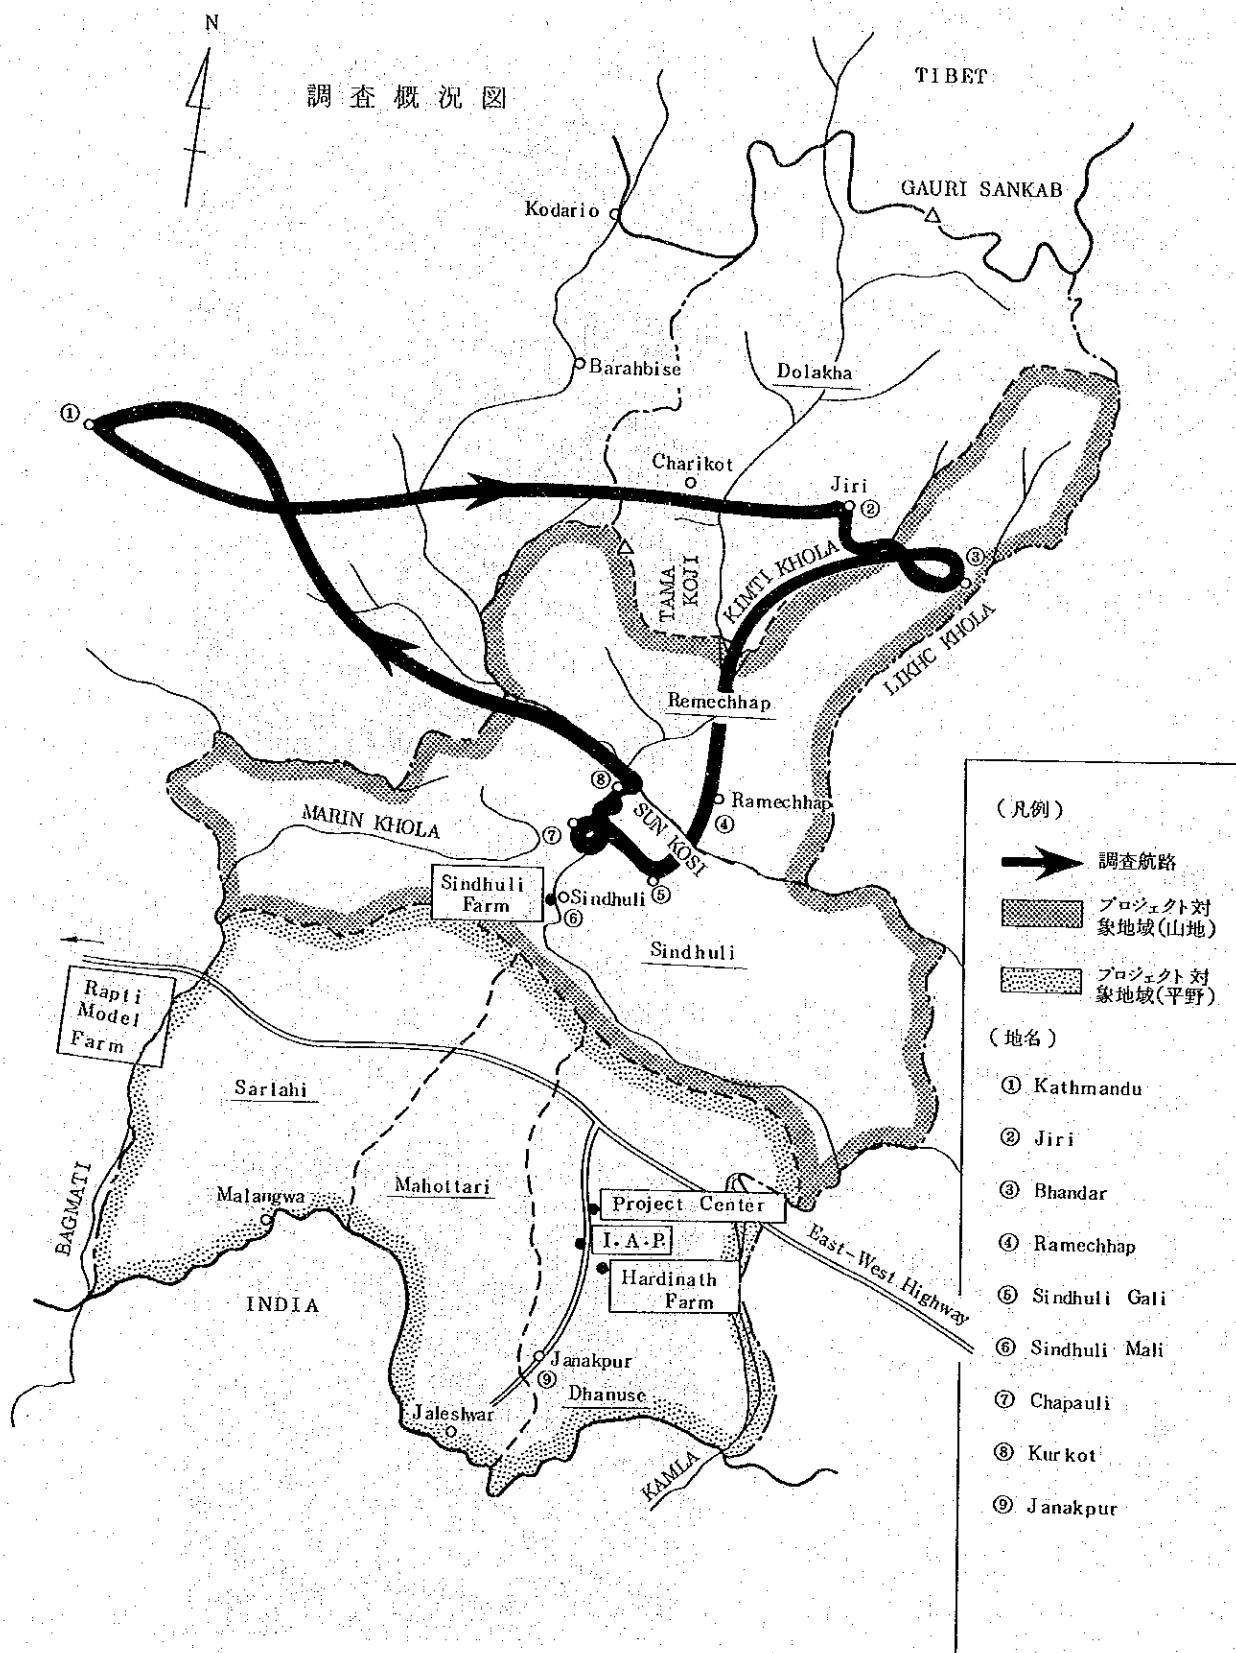 N
調査概況図
TIBET
GAURI SANKAB
Kodario
Barahbise
Dolakha
①
Charikot
Jiri
②
③
TAMA
KOJI
KIMTI KHOLA
LIKHC KHOLA
Remechhap
⑧
Ramechhap
④
SUN KOSI
MARIN KHOLA
⑦
⑤
Sindhuli
Farm
Sindhuli
⑥
Sindhuli
Rapti
Model
Farm
Sarlahi
Mahottari
Malangwa
BAGMATI
Project Center
I.A.P.
Hardinath
Farm
East-West Highway
INDIA
Janakpur
⑨
Dhanuse
Jaleshwar
KAMLA
(凡例)
調査航路
プロジェクト対
象地域(山地)
プロジェクト対
象地域(平野)
(地名)
① Kathmandu
② Jiri
③ Bhandar
④ Ramechhap
⑤ Sindhuli Gali
⑥ Sindhuli Mali
⑦ Chapauli
⑧ Kurkot
⑨ Janakpur